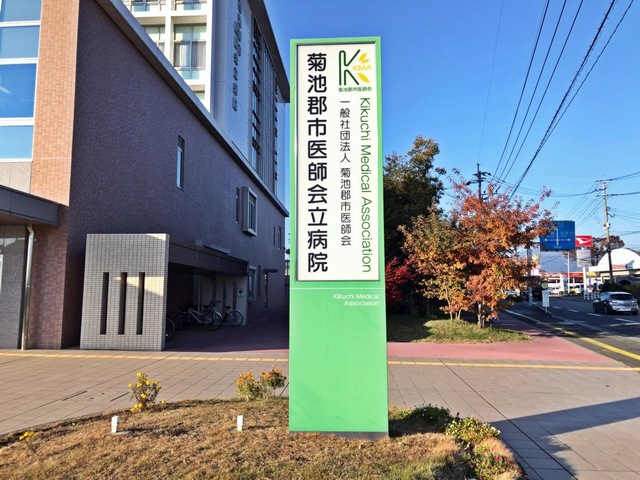 KMA
菊池郡市医師会
菊池郡市医師会立病院
一般社団法人 菊池郡市医師会
Kikuchi Medical Association
Kikuchi Medical
Association